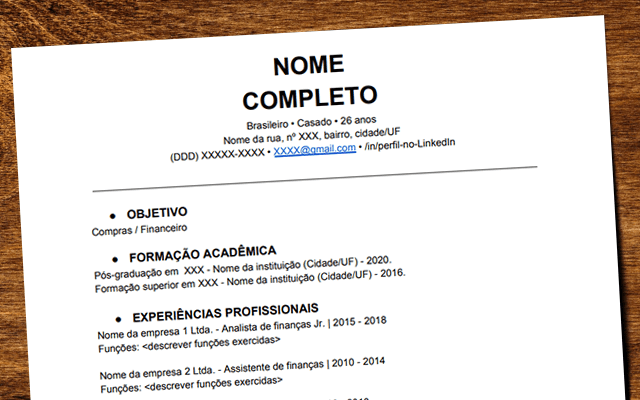 NOME
COMPLETO
Brasileiro • Casado • 26 anos
Nome da rua, nº XXX, bairro, cidade/UF
(DDD) XXXXX-XXXX • XXXX@gmail.com • /in/perfil-no-LinkedIn
• OBJETIVO
Compras / Financeiro
• FORMAÇÃO ACADÊMICA
Pós-graduação em XXX - Nome da instituição (Cidade/UF) - 2020.
Formação superior em XXX - Nome da instituição (Cidade/UF) - 2016.
• EXPERIÊNCIAS PROFISSIONAIS
Nome da empresa 1 Ltda. - Analista de finanças Jr. | 2015 - 2018
Funções: <descrever funções exercidas>
Nome da empresa 2 Ltda. - Assistente de finanças | 2010 - 2014
Funções: <descrever funções exercidas>